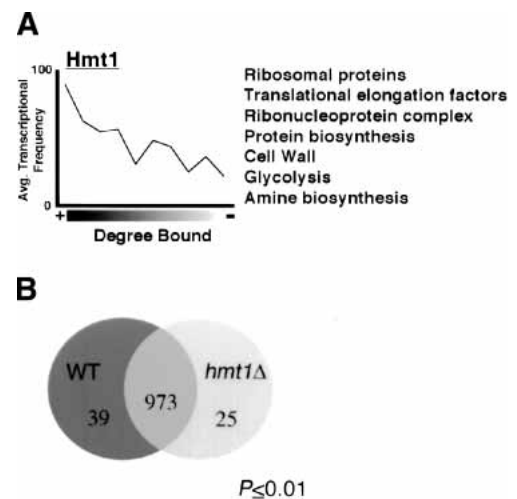 A
Hmt1
100
Avg. Transcriptional
Frequency
0
+
-
Degree Bound
Ribosomal proteins
Translational elongation factors
Ribonucleoprotein complex
Protein biosynthesis
Cell Wall
Glycolysis
Amine biosynthesis
B
WT
39
973
hmt1Δ
25
P≤0.01